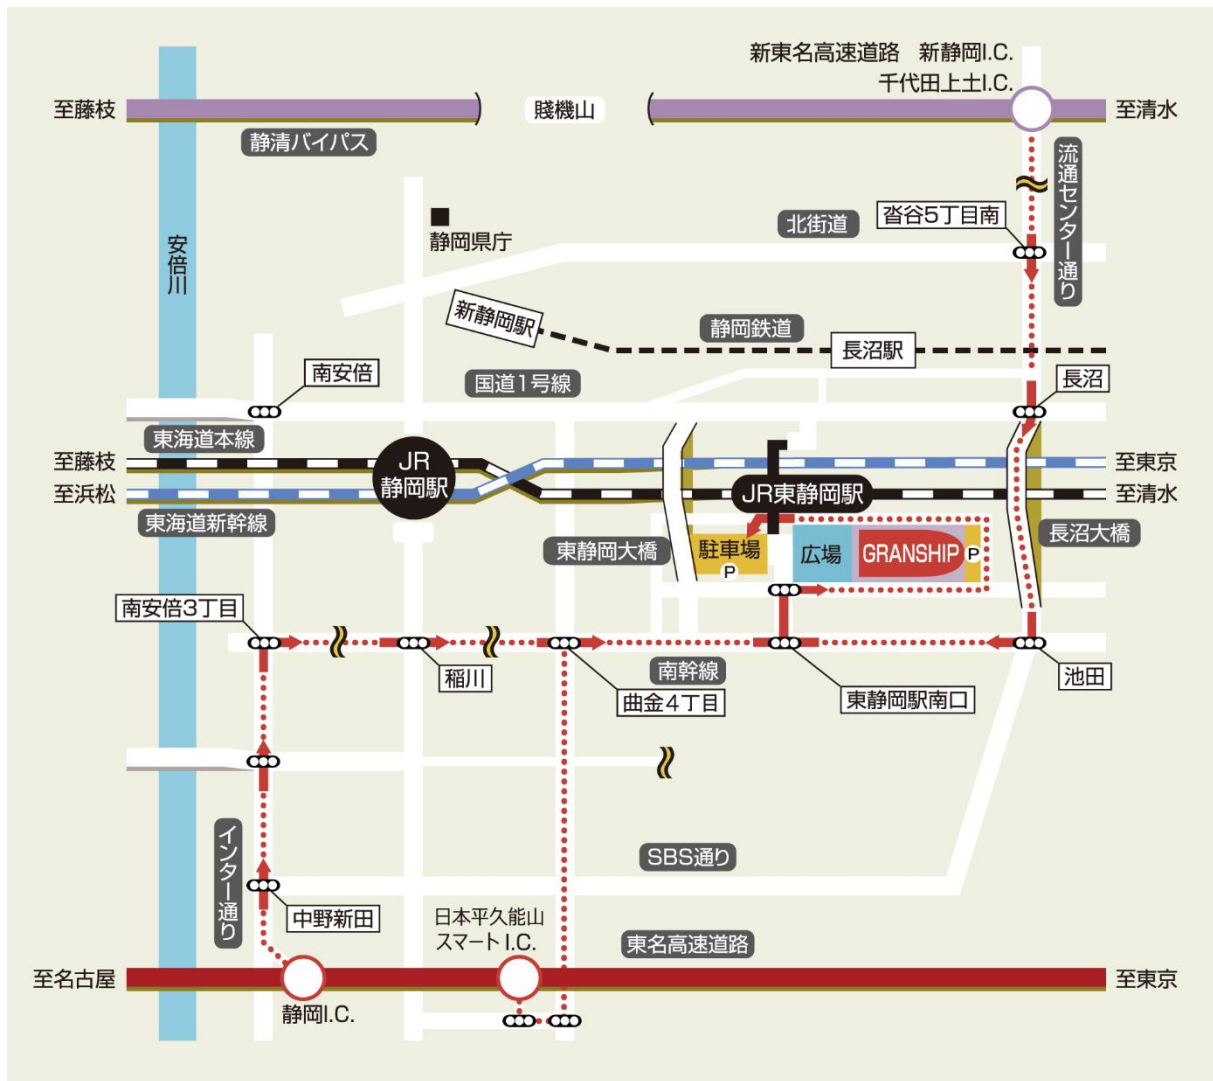 新東名高速道路 新静岡I.C.
千代田上土I.C.
至藤枝
賤機山
至清水
静清バイパス
流通センター通り
沓谷5丁目南
北街道
静岡県庁
安倍川
新静岡駅
静岡鉄道
長沼駅
南安倍
国道1号線
長沼
東海道本線
至藤枝
JR
静岡駅
至東京
至浜松
JR東静岡駅
至清水
東海道新幹線
東静岡大橋
駐車場
P
広場
GRANSHIP
P
長沼大橋
南安倍3丁目
稲川
南幹線
曲金4丁目
東静岡駅南口
池田
インター通り
SBS通り
中野新田
日本平久能山
スマートI.C.
東名高速道路
至名古屋
至東京
静岡I.C.